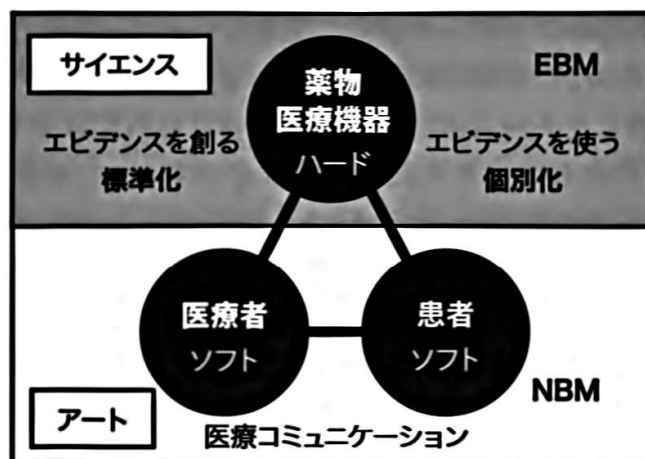 サイエンス
EBM
薬物
医療機器
ハード
エビデンスを創る
標準化
エビデンスを使う
個別化
医療者
ソフト
患者
ソフト
NBM
アート
医療コミュニケーション